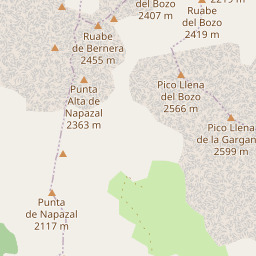 del Bozo
2407 m
Ruabe
del Bozo
2419 m
Ruabe
de Bernera
2455 m
Punta
Alta de
Napazal
2363 m
Pico Llena
del Bozo
2566 m
Pico Llena
de la Gargan
2599 m
Punta
de Napazal
2117 m